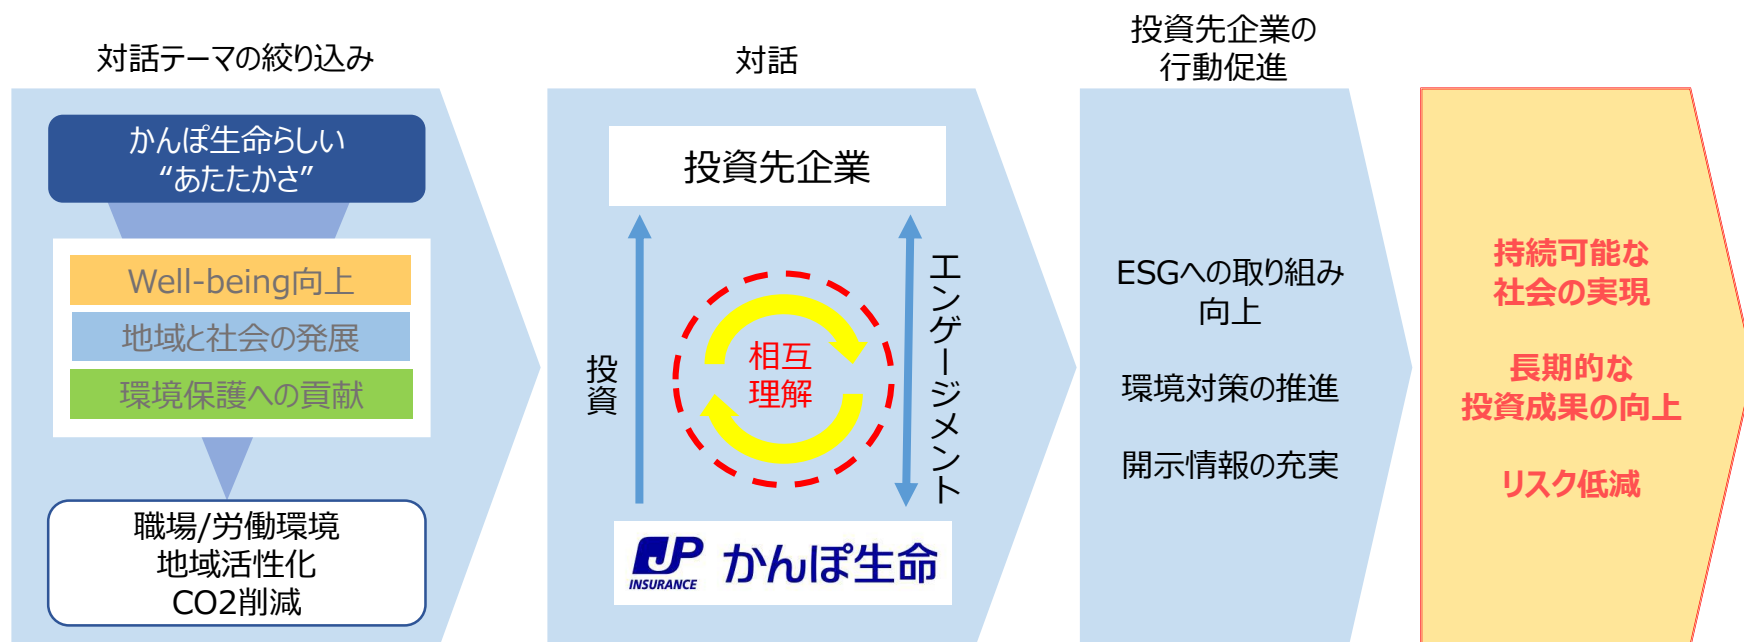 対話テーマの絞り込み
かんぽ生命らしい
“あたたかさ”
Well-being向上
地域と社会の発展
環境保護への貢献
職場/労働環境
地域活性化
CO2削減
対話
投資先企業
投資
相互
理解
エンゲージメント
JP
INSURANCE
かんぽ生命
投資先企業の
行動促進
ESGへの取り組み
向上
環境対策の推進
開示情報の充実
持続可能な
社会の実現
長期的な
投資成果の向上
リスク低減